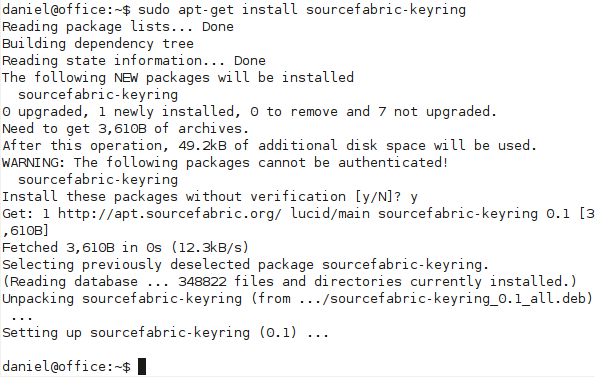 daniel@office:~$ sudo apt-get install sourcefabric-keyring
Reading package lists... Done
Building dependency tree
Reading state information... Done
The following NEW packages will be installed
  sourcefabric-keyring
0 upgraded, 1 newly installed, 0 to remove and 7 not upgraded.
Need to get 3,610B of archives.
After this operation, 49.2kB of additional disk space will be used.
WARNING: The following packages cannot be authenticated!
  sourcefabric-keyring
Install these packages without verification [y/N]? y
Get: 1 http://apt.sourcefabric.org/ lucid/main sourcefabric-keyring 0.1 [3
,610B]
Fetched 3,610B in 0s (12.3kB/s)
Selecting previously deselected package sourcefabric-keyring.
(Reading database ... 348822 files and directories currently installed.)
Unpacking sourcefabric-keyring (from .../sourcefabric-keyring_0.1_all.deb)
 ...
Setting up sourcefabric-keyring (0.1) ...

daniel@office:~$